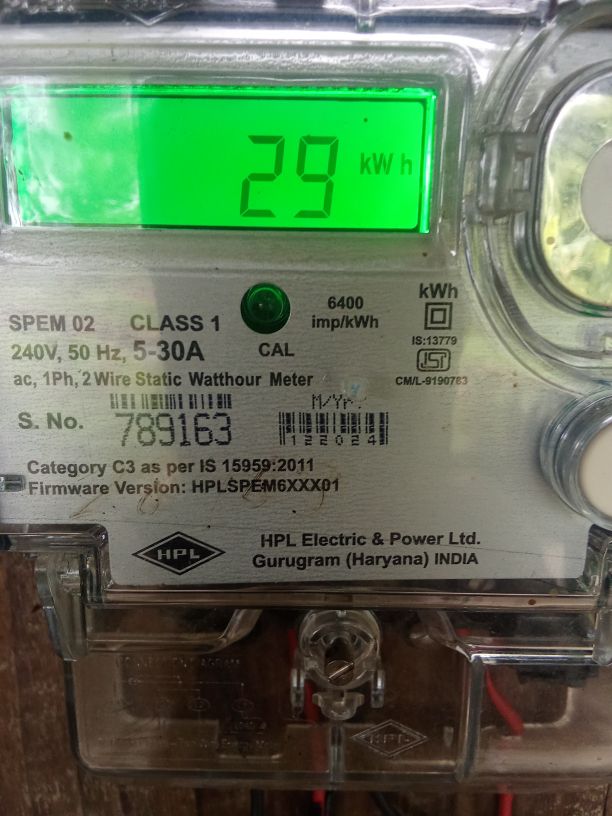 29 kWh
6400
imp/kWh
kWh
IS:13779
CM/L-9190783
SPEM 02 CLASS 1
CAL
240V, 50 Hz, 5-30A
ac, 1Ph, 2 Wire Static Watthour Meter
S. No. 789163
M/Yr.
122024
Category C3 as per IS 15959:2011
Firmware Version: HPLSPEM6XXX01
HPL
HPL Electric & Power Ltd.
Gurugram (Haryana) INDIA
HPL